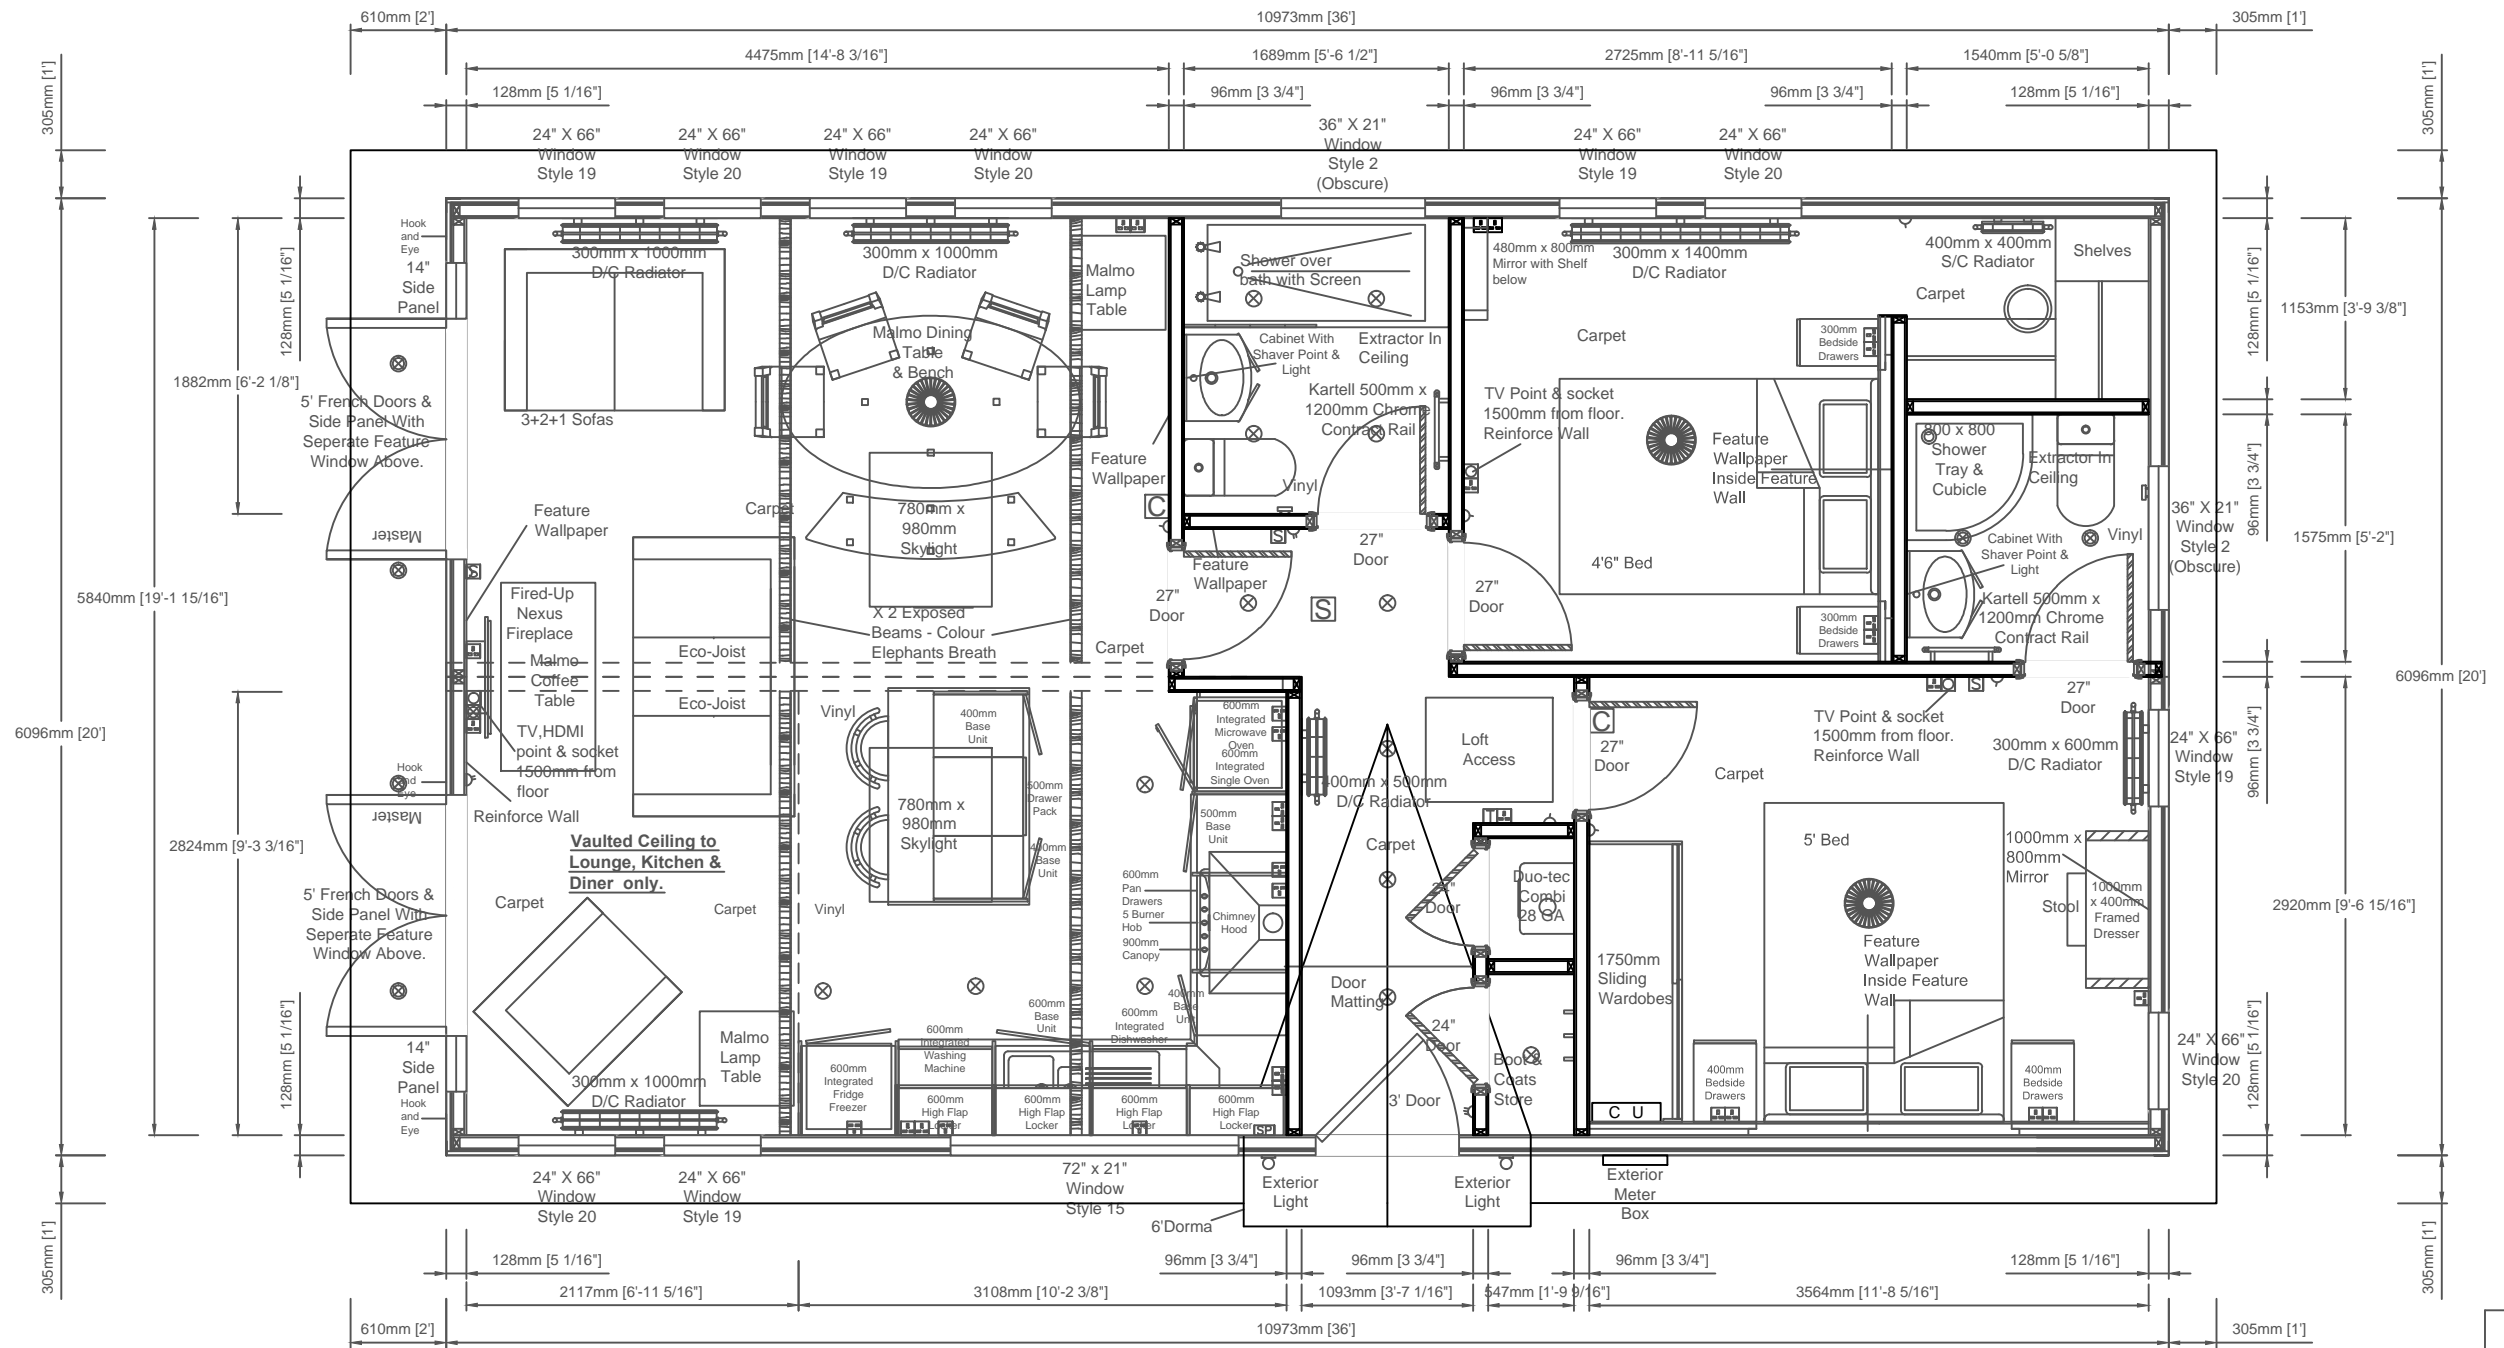 610mm [2']
10973mm [36']
305mm [1']
4475mm [14'-8 3/16"]
1689mm [5'-6 1/2"]
2725mm [8'-11 5/16"]
1540mm [5'-0 5/8"]
305mm [1']
305mm [1']
128mm [5 1/16"]
96mm [3 3/4"]
96mm [3 3/4"]
96mm [3 3/4"]
128mm [5 1/16"]
24" X 66"
Window
Style 19
24" X 66"
Window
Style 20
24" X 66"
Window
Style 19
24" X 66"
Window
Style 20
36" X 21"
Window
Style 2
(Obscure)
24" X 66"
Window
Style 19
24" X 66"
Window
Style 20
Hook
and
Eye
14"
Side
Panel
128mm [5 1/16"]
1882mm [6'-2 1/8"]
5840mm [19'-1 15/16"]
6096mm [20']
2824mm [9'-3 3/16"]
128mm [5 1/16"]
5' French Doors &
Side Panel With
Seperate Feature
Window Above.
Master
300mm x 1000mm
D/C Radiator
3+2+1 Sofas
Feature
Wallpaper
S
Fired-Up
Nexus
Fireplace
Malmo
Coffee
Table
TV,HDMI
point & socket
1500mm from
floor
Reinforce Wall
Hook
and
Eye
Master
5' French Doors &
Side Panel With
Seperate Feature
Window Above.
14"
Side
Panel
Hook
and
Eye
Eco-Joist
Eco-Joist
Vaulted Ceiling to
Lounge, Kitchen &
Diner only.
Carpet
Carpet
Malmo
Lamp
Table
300mm x 1000mm
D/C Radiator
300mm x 1000mm
D/C Radiator
Malmo Dining
Table
& Bench
Carpet
780mm x
980mm
Skylight
X 2 Exposed
Beams - Colour
Elephants Breath
Malmo
Lamp
Table
Feature
Wallpaper
C
Carpet
27"
Door
Vinyl
Vinyl
400mm
Base
Unit
500mm
Drawer
Pack
400mm
Base
Unit
780mm x
980mm
Skylight
600mm
Integrated
Microwave
Oven
600mm
Integrated
Single Oven
500mm
Base
Unit
600mm
Pan
Drawers
5 Burner
Hob
900mm
Canopy
Chimney
Hood
400mm
Base
Unit
600mm
Base
Unit
600mm
Integrated
Dishwasher
600mm
Integrated
Washing
Machine
600mm
Integrated
Fridge
Freezer
600mm
High Flap
Locker
600mm
High Flap
Locker
600mm
High Flap
Locker
600mm
High Flap
Locker
SP
Shower over
bath with Screen
Cabinet With
Shaver Point &
Light
Extractor In
Ceiling
Kartell 500mm x
1200mm Chrome
Contract Rail
Vinyl
S
Feature
Wallpaper
27"
Door
S
480mm x 800mm
Mirror with Shelf
below
300mm x 1400mm
D/C Radiator
Carpet
300mm
Bedside
Drawers
TV Point & socket
1500mm from floor.
Reinforce Wall
Feature
Wallpaper
Inside Feature
Wall
4'6" Bed
27"
Door
300mm
Bedside
Drawers
400mm x 400mm
S/C Radiator
Shelves
Carpet
800 x 800
Shower
Tray &
Cubicle
Extractor In
Ceiling
Vinyl
Cabinet With
Shaver Point &
Light
Kartell 500mm x
1200mm Chrome
Contract Rail
S
27"
Door
36" X 21"
Window
Style 2
(Obscure)
Loft
Access
400mm x 500mm
D/C Radiator
Carpet
T
C
27"
Door
Carpet
TV Point & socket
1500mm from floor.
Reinforce Wall
300mm x 600mm
D/C Radiator
24" X 66"
Window
Style 19
24"
Door
Duo-tec
Combi
28 GA
Door
Matting
24"
Door
Boot &
Coats
Store
3' Door
1750mm
Sliding
Wardobes
C U
5' Bed
Feature
Wallpaper
Inside Feature
Wall
1000mm x
800mm
Mirror
Stool
1000mm
x 400mm
Framed
Dresser
400mm
Bedside
Drawers
400mm
Bedside
Drawers
24" X 66"
Window
Style 20
128mm [5 1/16"]
1153mm [3'-9 3/8"]
96mm [3 3/4"]
1575mm [5'-2"]
6096mm [20']
96mm [3 3/4"]
2920mm [9'-6 15/16"]
128mm [5 1/16"]
24" X 66"
Window
Style 20
24" X 66"
Window
Style 19
72" x 21"
Window
Style 15
6'Dorma
Exterior
Light
Exterior
Light
Exterior
Meter
Box
305mm [1']
305mm [1']
128mm [5 1/16"]
96mm [3 3/4"]
96mm [3 3/4"]
96mm [3 3/4"]
128mm [5 1/16"]
2117mm [6'-11 5/16"]
3108mm [10'-2 3/8"]
1093mm [3'-7 1/16"]
547mm [1'-9 9/16"]
3564mm [11'-8 5/16"]
610mm [2']
10973mm [36']
305mm [1']